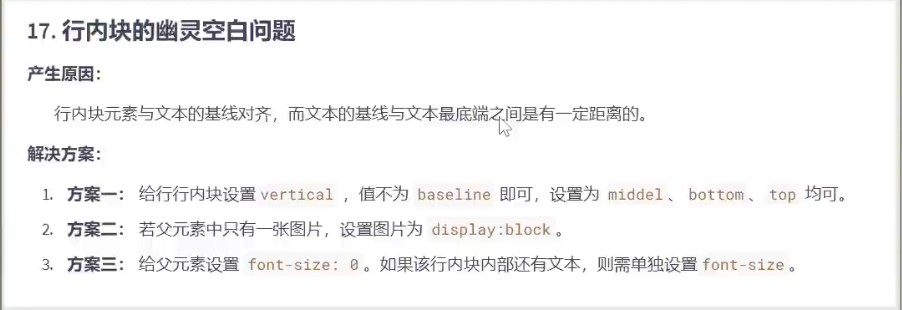 17. 行内块的幽灵空白问题
产生原因：
行内块元素与文本的基线对齐，而文本的基线与文本最底端之间是有一定距离的。
解决方案：
1. 方案一： 给行行内块设置 vertical ，值不为 baseline 即可，设置为 middel 、 bottom 、 top 均可。
2. 方案二： 若父元素中只有一张图片，设置图片为 display:block 。
3. 方案三： 给父元素设置 font-size: 0 。如果该行内块内部还有文本，则需单独设置 font-size 。